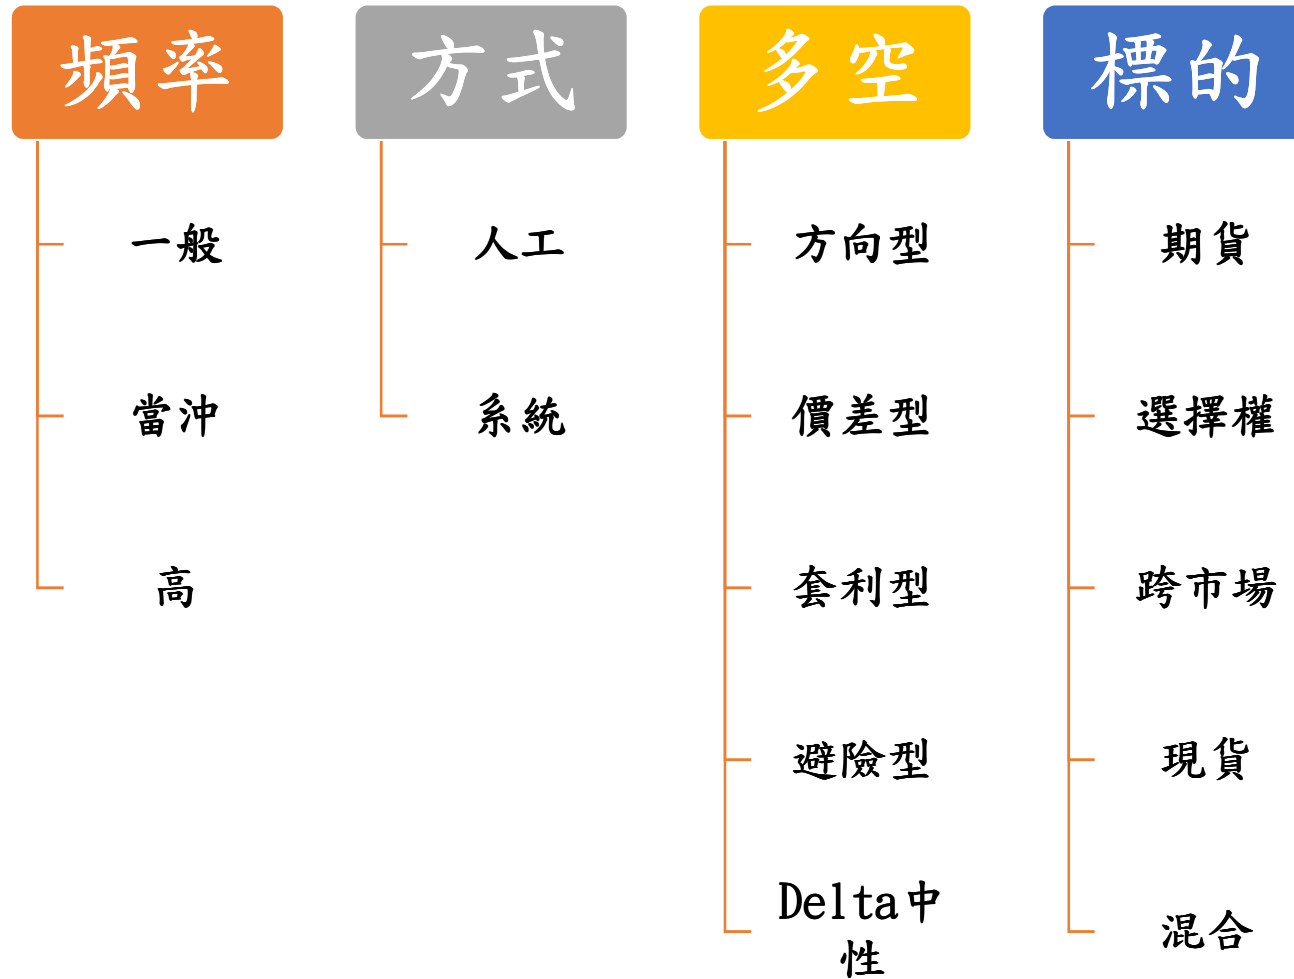 頻率
一般
當沖
高
方式
人工
系統
多空
方向型
價差型
套利型
避險型
Delta中
性
標的
期貨
選擇權
跨市場
現貨
混合